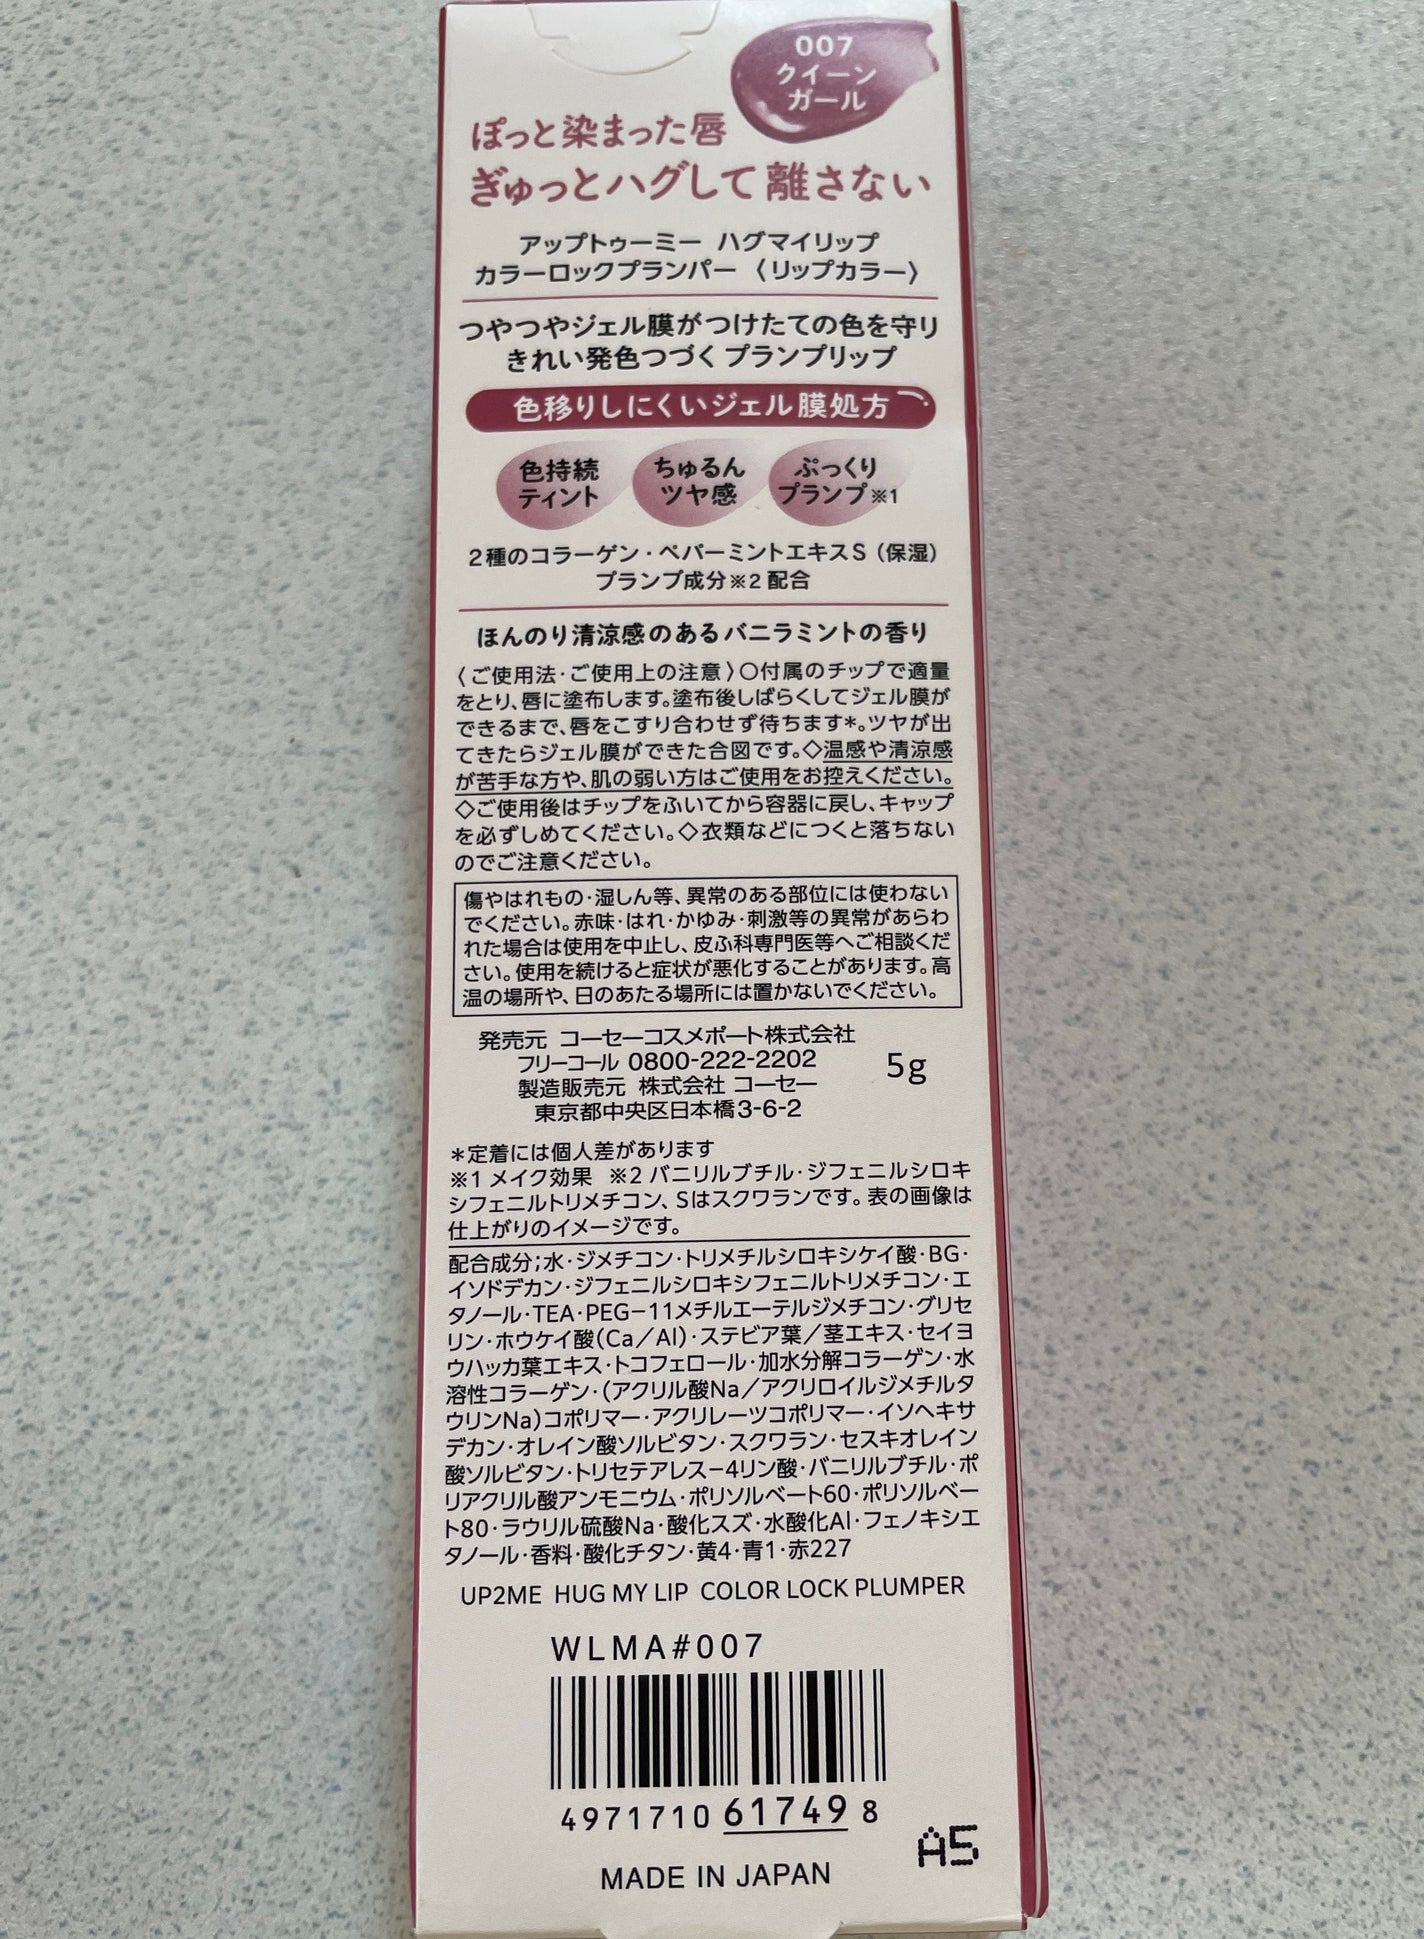 007
クイーン
ガール
ぽっと染まった唇
ぎゅっとハグして離さない
アップトゥーミー ハグマイリップ
カラーロックプランパー 〈リップカラー〉
つやつやジェル膜がつけたての色を守り
きれい発色つづくプランプリップ
色移りしにくいジェル膜処方
色持続
ティント
ちゅるん
ツヤ感
ぷっくり
プランプ※1
2種のコラーゲン・ペパーミントエキスS（保湿）
プランプ成分※2配合
ほんのり清涼感のあるバニラミントの香り
〈ご使用法・ご使用上の注意〉○付属のチップで適量
をとり、唇に塗布します。塗布後しばらくしてジェル膜が
できるまで、唇をこすり合わせず待ちます*。ツヤが出
てきたらジェル膜ができた合図です。◇温感や清涼感
が苦手な方や、肌の弱い方はご使用をお控えください。
◇ご使用後はチップをふいてから容器に戻し、キャップ
を必ずしめてください。◇衣類などにつくと落ちない
のでご注意ください。
傷やはれもの・湿しん等、異常のある部位には使わない
でください。赤味・はれ・かゆみ・刺激等の異常があらわ
れた場合は使用を中止し、皮ふ科専門医等へご相談くだ
さい。使用を続けると症状が悪化することがあります。高
温の場所や、日のあたる場所には置かないでください。
発売元 コーセーコスメポート株式会社
フリーコール 0800-222-2202
製造販売元 株式会社 コーセー
東京都中央区日本橋3-6-2
5g
*定着には個人差があります
※1 メイク効果 ※2 バニリルブチル・ジフェニルシロキ
シフェニルトリメチコン、Sはスクワランです。表の画像は
仕上がりのイメージです。
配合成分；水・ジメチコン・トリメチルシロキシケイ酸・BG・
イソドデカン・ジフェニルシロキシフェニルトリメチコン・エ
タノール・TEA・PEG−11メチルエーテルジメチコン・グリセ
リン・ホウケイ酸(Ca／Al)・ステビア葉／茎エキス・セイヨ
ウハッカ葉エキス・トコフェロール・加水分解コラーゲン・水
溶性コラーゲン・(アクリル酸Na／アクリロイルジメチルタ
ウリンNa)コポリマー・アクリレーツコポリマー・イソヘキサ
デカン・オレイン酸ソルビタン・スクワラン・セスキオレイン
酸ソルビタン・トリセテアレス−4リン酸・バニリルブチル・ポ
リアクリル酸アンモニウム・ポリソルベート60・ポリソルベー
ト80・ラウリル硫酸Na・酸化スズ・水酸化Al・フェノキシエ
タノール・香料・酸化チタン・黄4・青1・赤227
UP2ME HUG MY LIP COLOR LOCK PLUMPER
WLMA#007
4971710 61749 8
A5
MADE IN JAPAN